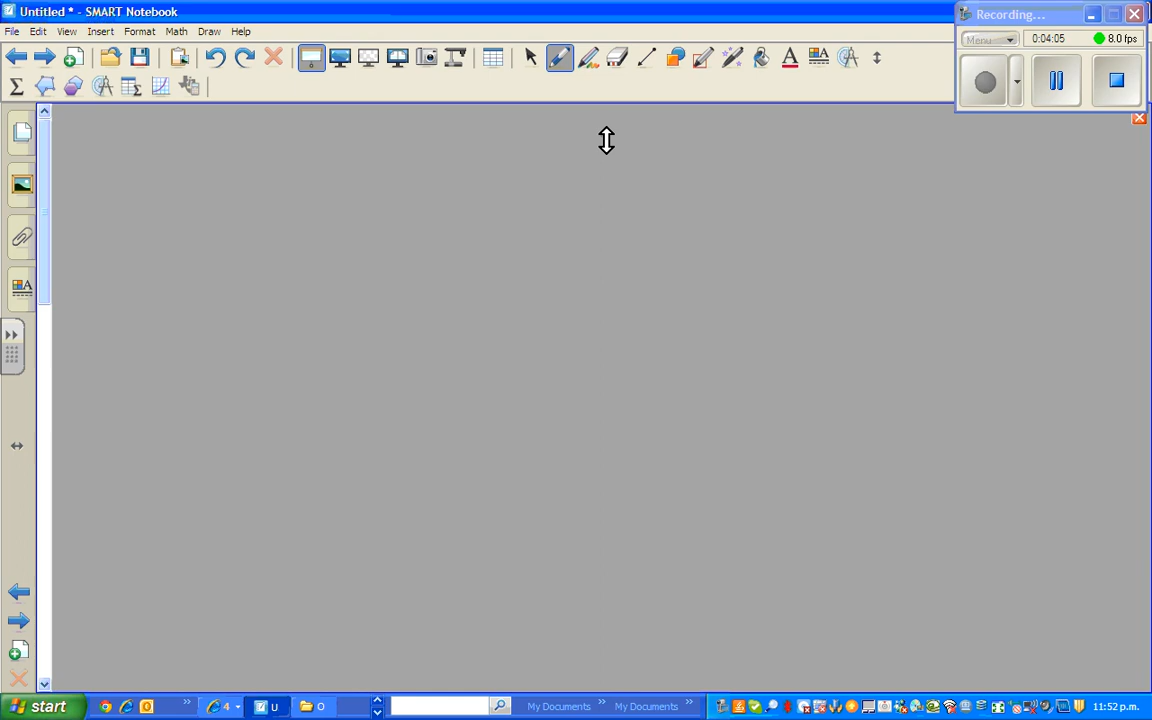 Untitled * - SMART Notebook
Recording...
File Edit View Insert Format Math Draw Help
Menu 0:04:05 8.0 fps
start 4 U O My Documents » My Documents » 11:52 p.m.